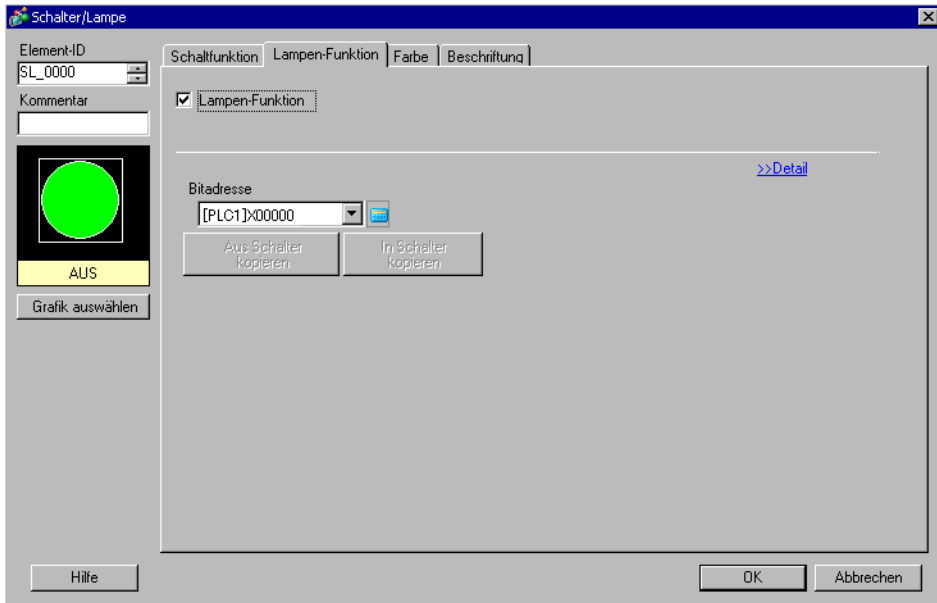 Schalter/Lampe
Element-ID
SL_0000
Kommentar
AUS
Grafik auswählen
Schaltfunktion Lampen-Funktion Farbe Beschriftung
Lampen-Funktion
>>Detail
Bitadresse
[PLC1]X00000
Aus Schalter
kopieren
In Schalter
kopieren
Hilfe
OK
Abbrechen